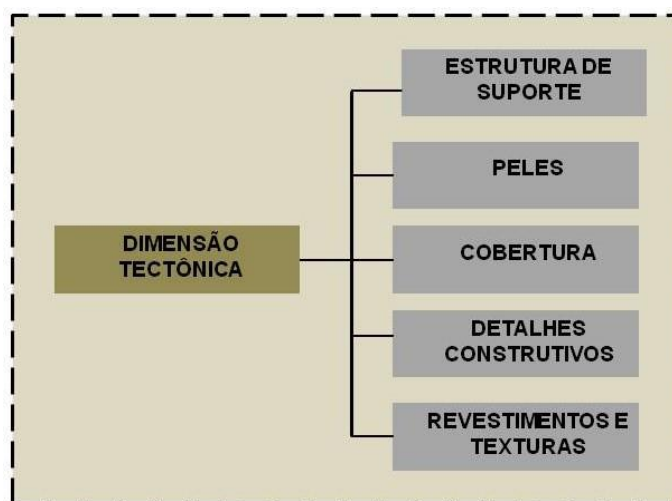 ESTRUTURA DE
SUPORTE
PELES
DIMENSÃO
TECTÔNICA
COBERTURA
DETALHES
CONSTRUTIVOS
REVESTIMENTOS E
TEXTURAS